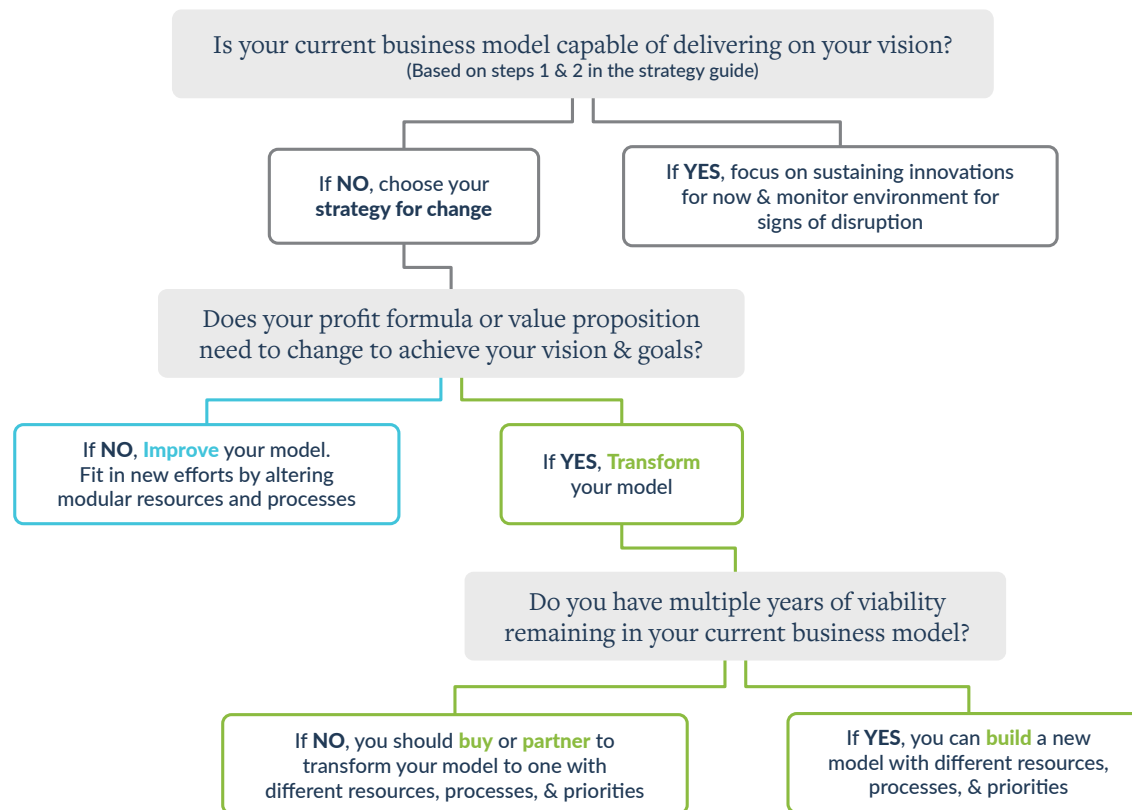 Is your current business model capable of delivering on your vision?
(Based on steps 1 & 2 in the strategy guide)
If NO, choose your
strategy for change
If YES, focus on sustaining innovations
for now & monitor environment for
signs of disruption
Does your profit formula or value proposition
need to change to achieve your vision & goals?
If NO, Improve your model.
Fit in new efforts by altering
modular resources and processes
If YES, Transform
your model
Do you have multiple years of viability
remaining in your current business model?
If NO, you should buy or partner to
transform your model to one with
different resources, processes, & priorities
If YES, you can build a new
model with different resources,
processes, & priorities